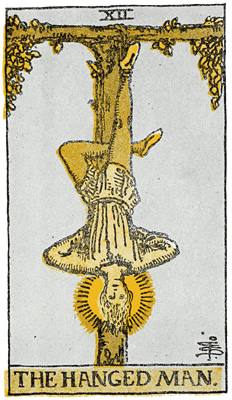 XII
THE HANGED MAN.